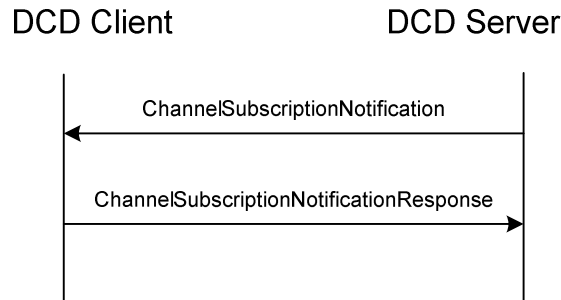 DCD Client DCD Server
ChannelSubscriptionNotification
ChannelSubscriptionNotificationResponse